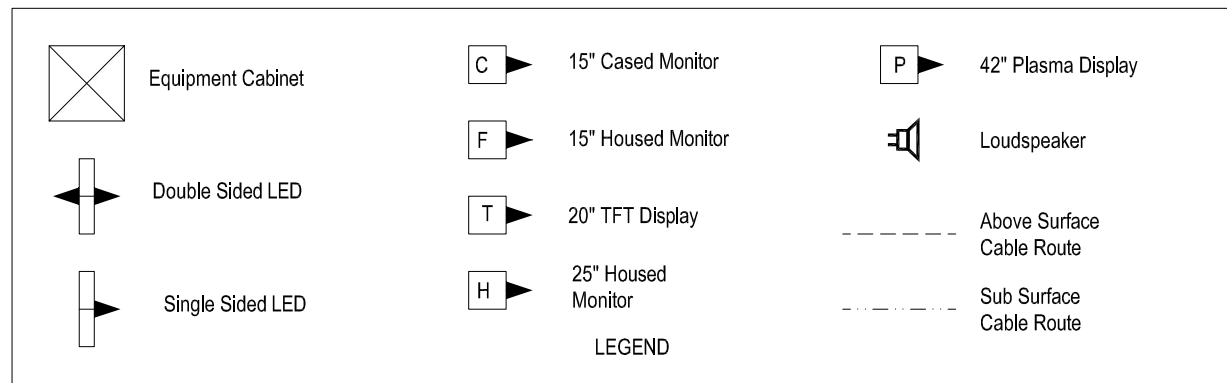 Equipment Cabinet
Double Sided LED
Single Sided LED
C
15" Cased Monitor
F
15" Housed Monitor
T
20" TFT Display
H
25" Housed
Monitor
LEGEND
P
42" Plasma Display
Loudspeaker
Above Surface
Cable Route
Sub Surface
Cable Route